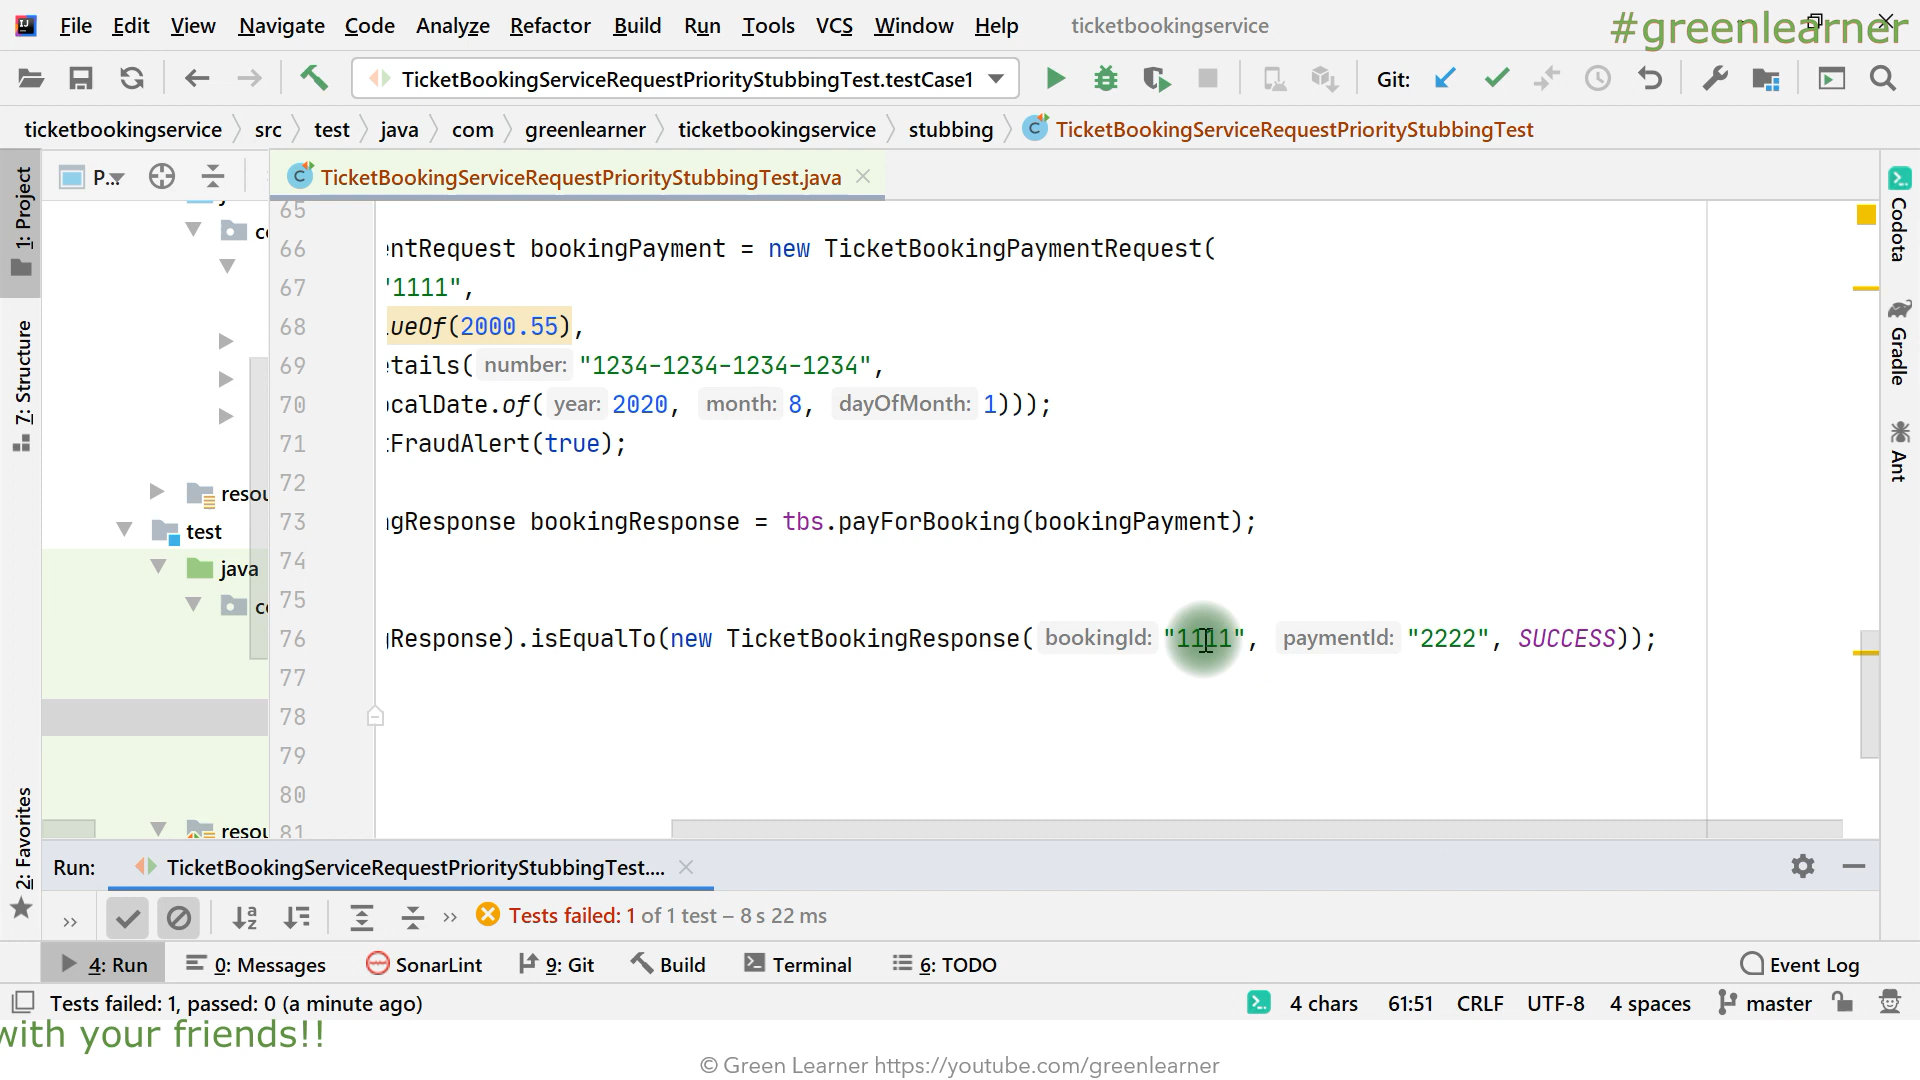 File Edit View Navigate Code Analyze Refactor Build Run Tools VCS Window Help ticketbookingservice #greenlearner
TicketBookingServiceRequestPriorityStubbingTest.testCase1 Git:
ticketbookingservice src test java com greenlearner ticketbookingservice stubbing TicketBookingServiceRequestPriorityStubbingTest
P... TicketBookingServiceRequestPriorityStubbingTest.java
1: Project
7: Structure
2: Favorites
resou
test
java
resou
65
66 entRequest bookingPayment = new TicketBookingPaymentRequest(
67 "1111",
68 ueOf(2000.55),
69 etails( number: "1234-1234-1234-1234",
70 ocalDate.of( year: 2020, month: 8, dayOfMonth: 1)));
71 tFraudAlert(true);
72
73 ngResponse bookingResponse = tbs.payForBooking(bookingPayment);
74
75
76 gResponse).isEqualTo(new TicketBookingResponse( bookingId: "1111", paymentId: "2222", SUCCESS));
77
78
79
80
81
Codota
Gradle
Ant
Run: TicketBookingServiceRequestPriorityStubbingTest....
» » Tests failed: 1 of 1 test – 8 s 22 ms
4: Run 0: Messages SonarLint 9: Git Build Terminal 6: TODO Event Log
Tests failed: 1, passed: 0 (a minute ago) 4 chars 61:51 CRLF UTF-8 4 spaces master
with your friends!!
© Green Learner https://youtube.com/greenlearner